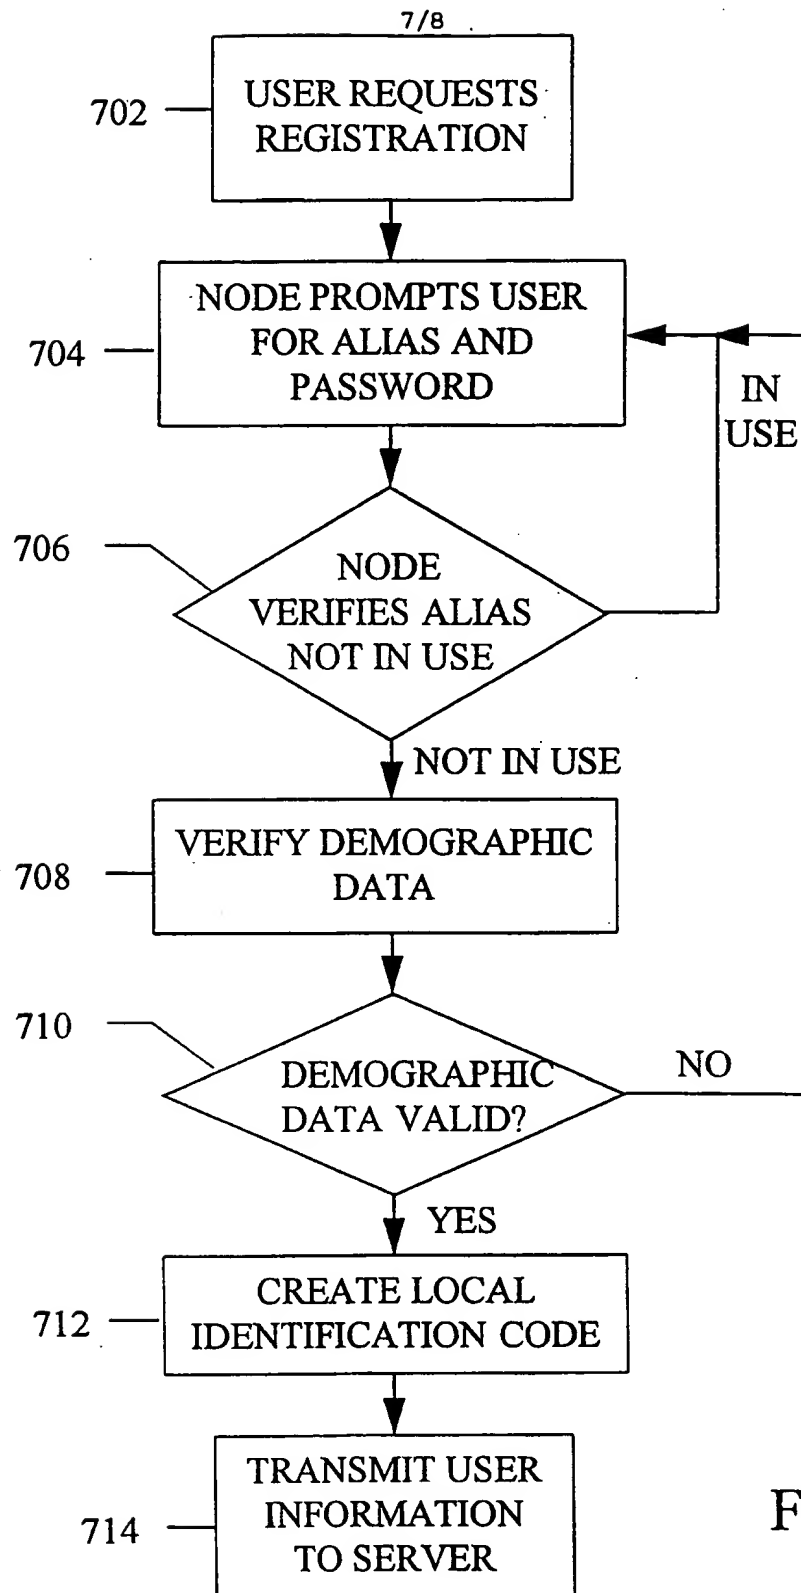 7/8
702
USER REQUESTS
REGISTRATION
704
NODE PROMPTS USER
FOR ALIAS AND
PASSWORD
IN
USE
706
NODE
VERIFIES ALIAS
NOT IN USE
NOT IN USE
708
VERIFY DEMOGRAPHIC
DATA
710
DEMOGRAPHIC
DATA VALID?
NO
YES
712
CREATE LOCAL
IDENTIFICATION CODE
714
TRANSMIT USER
INFORMATION
TO SERVER
F